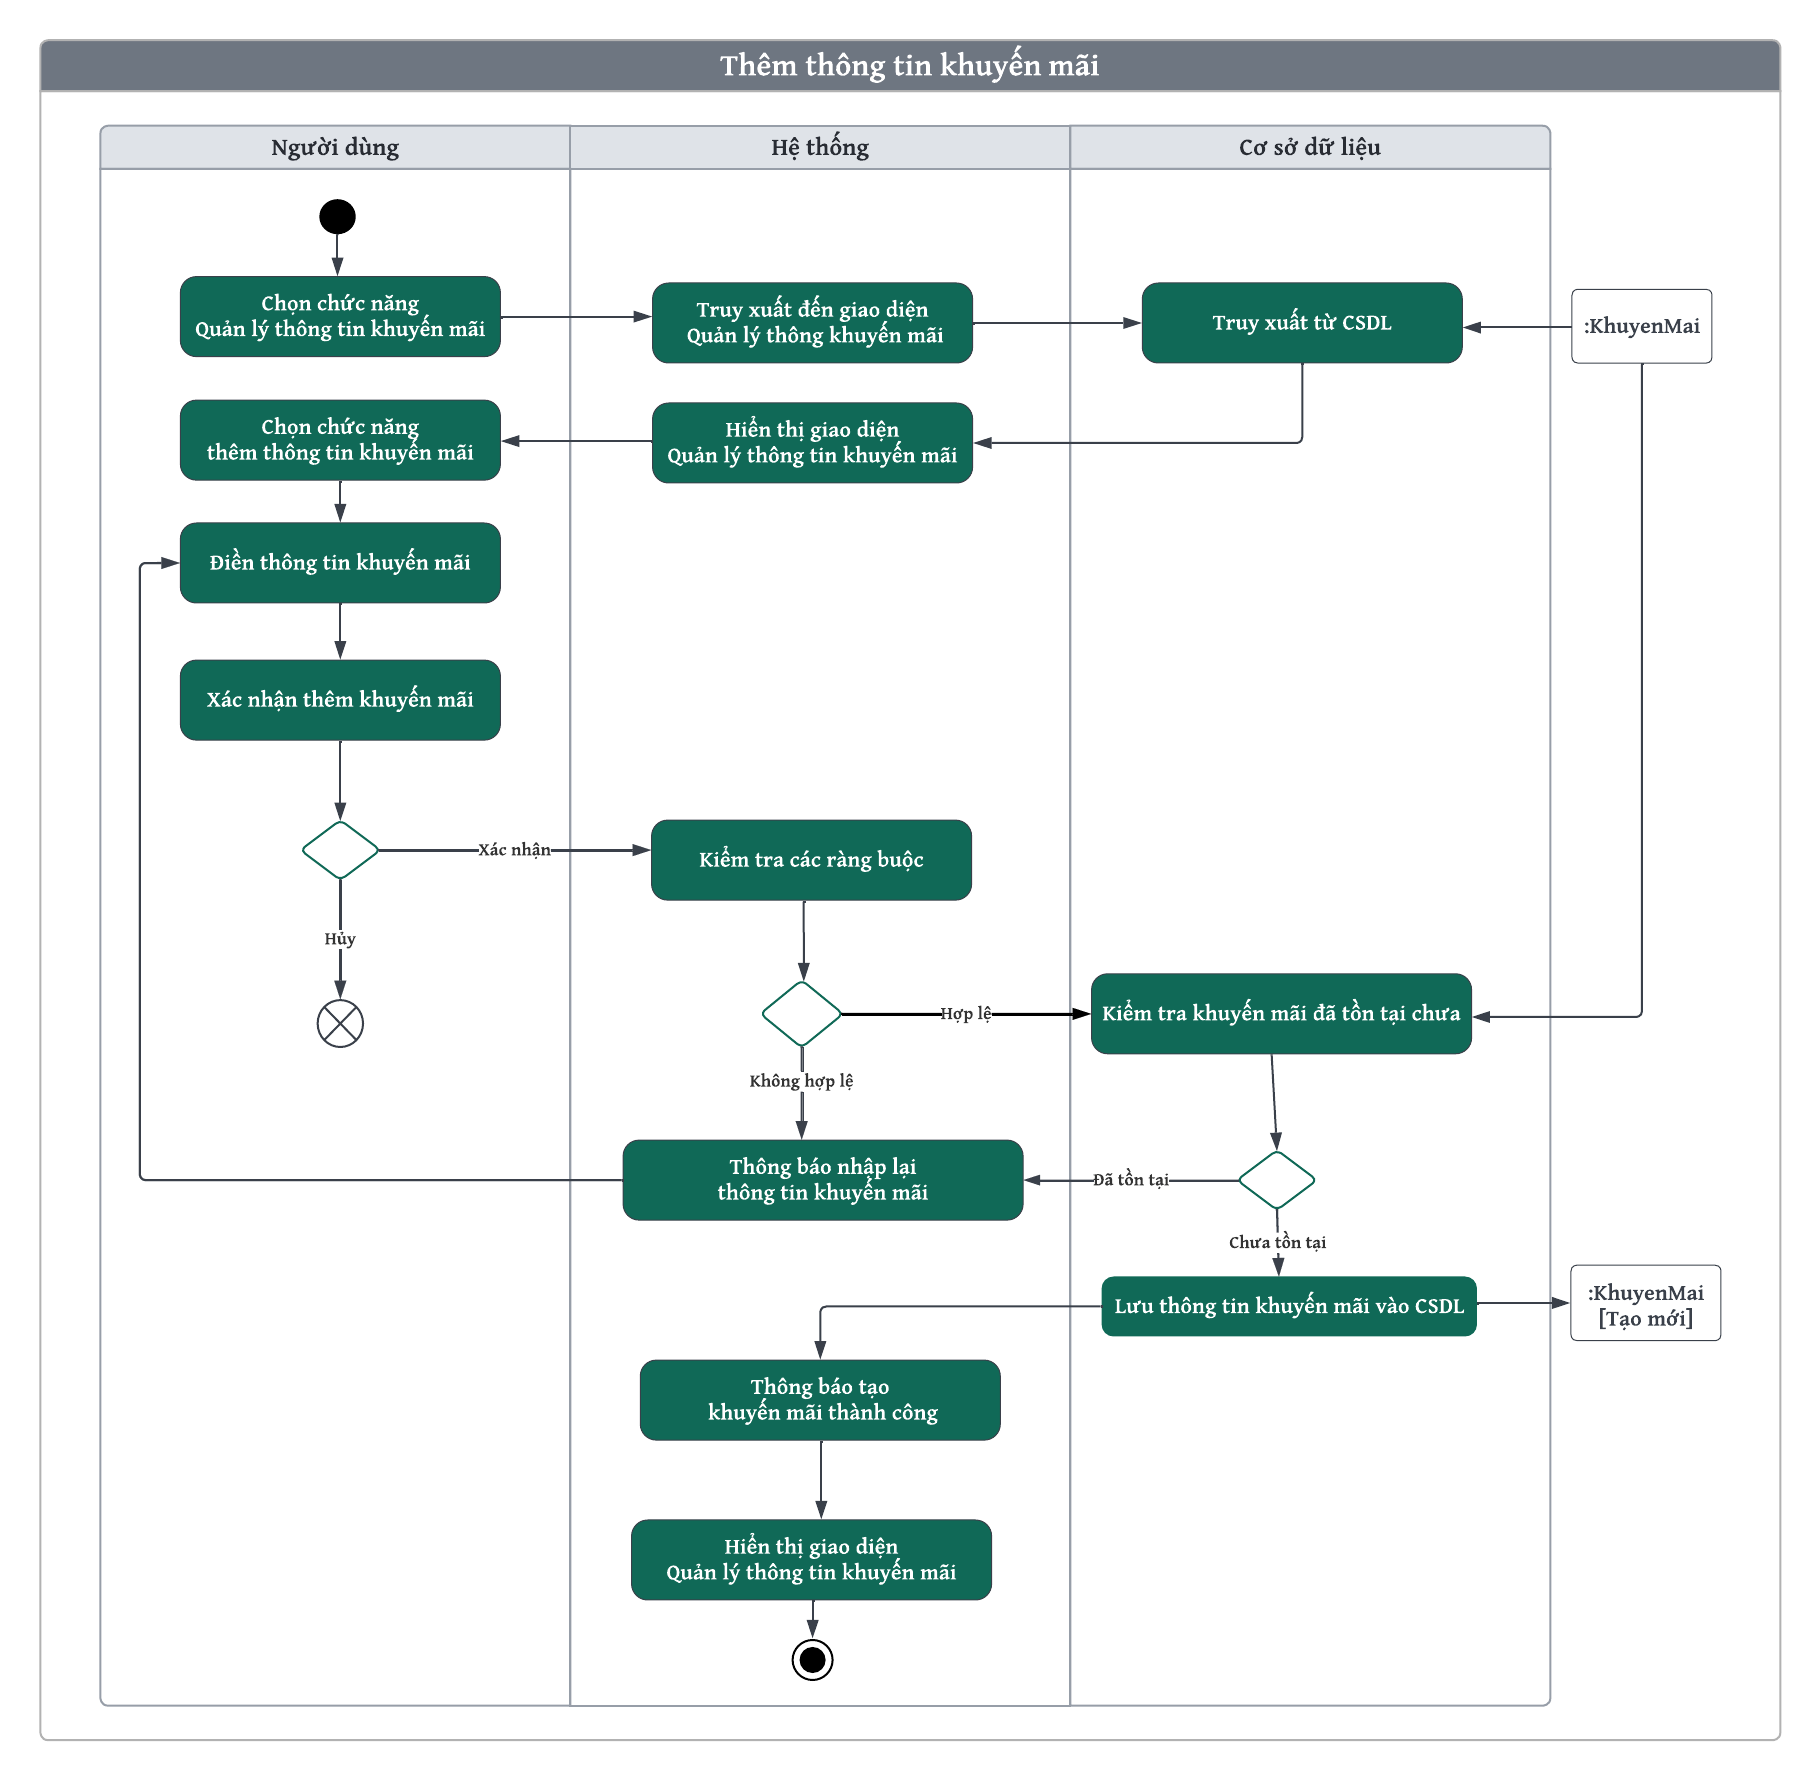 Thêm thông tin khuyến mãi
Người dùng
Hệ thống
Cơ sở dữ liệu
Chọn chức năng
Quản lý thông tin khuyến mãi
Truy xuất đến giao diện
Quản lý thông khuyến mãi
Truy xuất từ CSDL
:KhuyenMai
Chọn chức năng
thêm thông tin khuyến mãi
Hiển thị giao diện
Quản lý thông tin khuyến mãi
Điền thông tin khuyến mãi
Xác nhận thêm khuyến mãi
Xác nhận
Kiểm tra các ràng buộc
Hủy
Hợp lệ
Kiểm tra khuyến mãi đã tồn tại chưa
Không hợp lệ
Thông báo nhập lại
thông tin khuyến mãi
Đã tồn tại
Chưa tồn tại
Lưu thông tin khuyến mãi vào CSDL
:KhuyenMai
[Tạo mới]
Thông báo tạo
khuyến mãi thành công
Hiển thị giao diện
Quản lý thông tin khuyến mãi